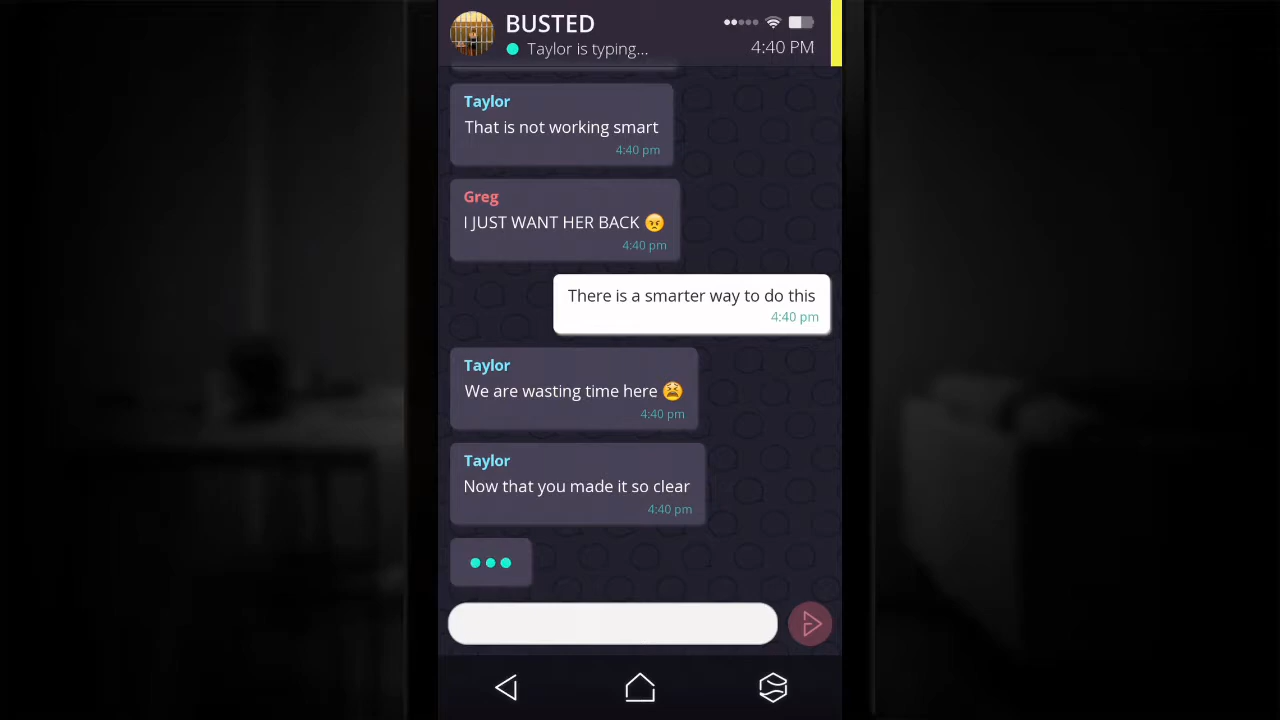 BUSTED
Taylor is typing...
4:40 PM
Taylor
That is not working smart
4:40 pm
Greg
I JUST WANT HER BACK 😠
4:40 pm
There is a smarter way to do this
4:40 pm
Taylor
We are wasting time here 😫
4:40 pm
Taylor
Now that you made it so clear
4:40 pm